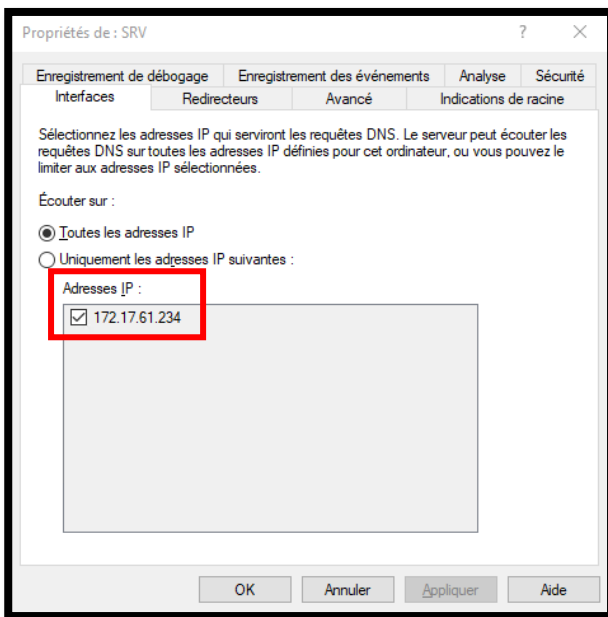 Propriétés de : SRV
?
Enregistrement de débogage Enregistrement des événements Analyse Sécurité
Interfaces Redirecteurs Avancé Indications de racine
Sélectionnez les adresses IP qui serviront les requêtes DNS. Le serveur peut écouter les
requêtes DNS sur toutes les adresses IP définies pour cet ordinateur, ou vous pouvez le
limiter aux adresses IP sélectionnées.
Écouter sur :
Toutes les adresses IP
Uniquement les adresses IP suivantes :
Adresses IP :
172.17.61.234
OK Annuler Appliquer Aide